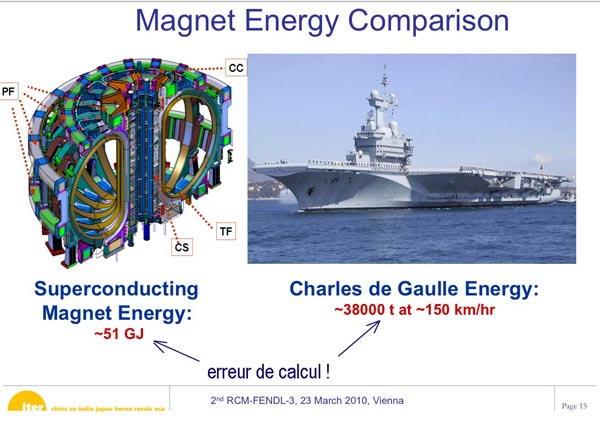 Magnet Energy Comparison
CC
PF
TF
CS
Superconducting
Magnet Energy:
~51 GJ
Charles de Gaulle Energy:
~38000 t at ~150 km/hr
erreur de calcul !
2nd RCM-FENDL-3, 23 March 2010, Vienna
Page 15
iter china eu india japan korea russia usa